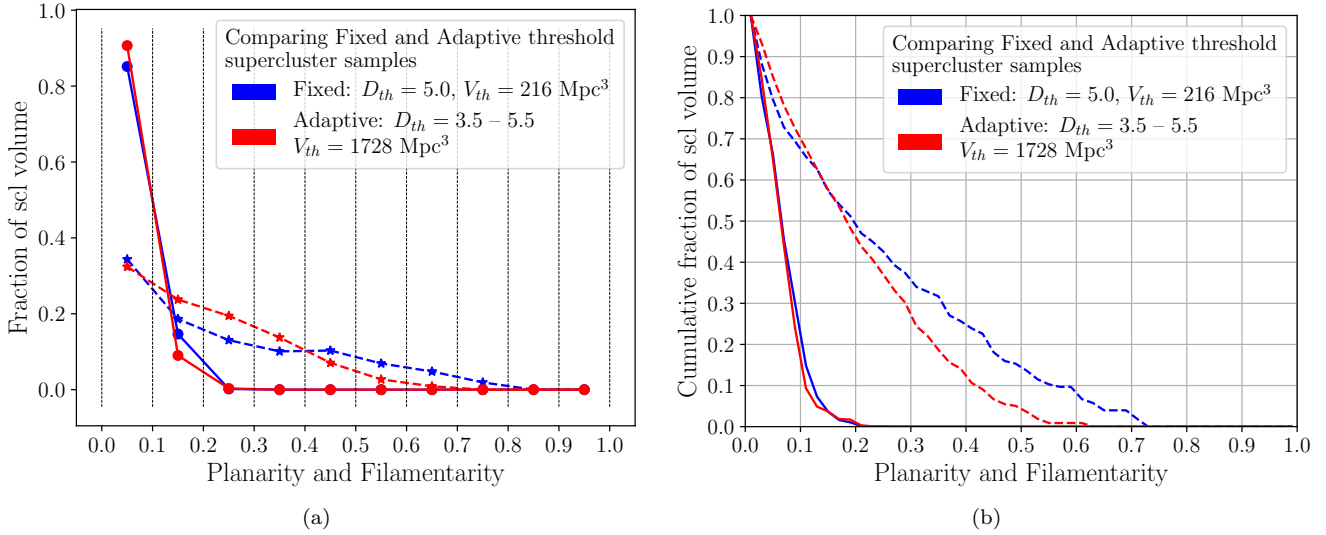 1.0
0.8
0.6
0.4
0.2
0.0
Fraction of scl volume
Comparing Fixed and Adaptive threshold
supercluster samples
Fixed: $D_{th}$ = 5.0, $V_{th}$ = 216 Mpc$^3$
Adaptive: $D_{th}$ = 3.5 – 5.5
$V_{th}$ = 1728 Mpc$^3$
0.0 0.1 0.2 0.3 0.4 0.5 0.6 0.7 0.8 0.9 1.0
Planarity and Filamentarity
(a)
1.0
0.9
0.8
0.7
0.6
0.5
0.4
0.3
0.2
0.1
0.0
Cumulative fraction of scl volume
Comparing Fixed and Adaptive threshold
supercluster samples
Fixed: $D_{th}$ = 5.0, $V_{th}$ = 216 Mpc$^3$
Adaptive: $D_{th}$ = 3.5 – 5.5
$V_{th}$ = 1728 Mpc$^3$
0.0 0.1 0.2 0.3 0.4 0.5 0.6 0.7 0.8 0.9 1.0
Planarity and Filamentarity
(b)